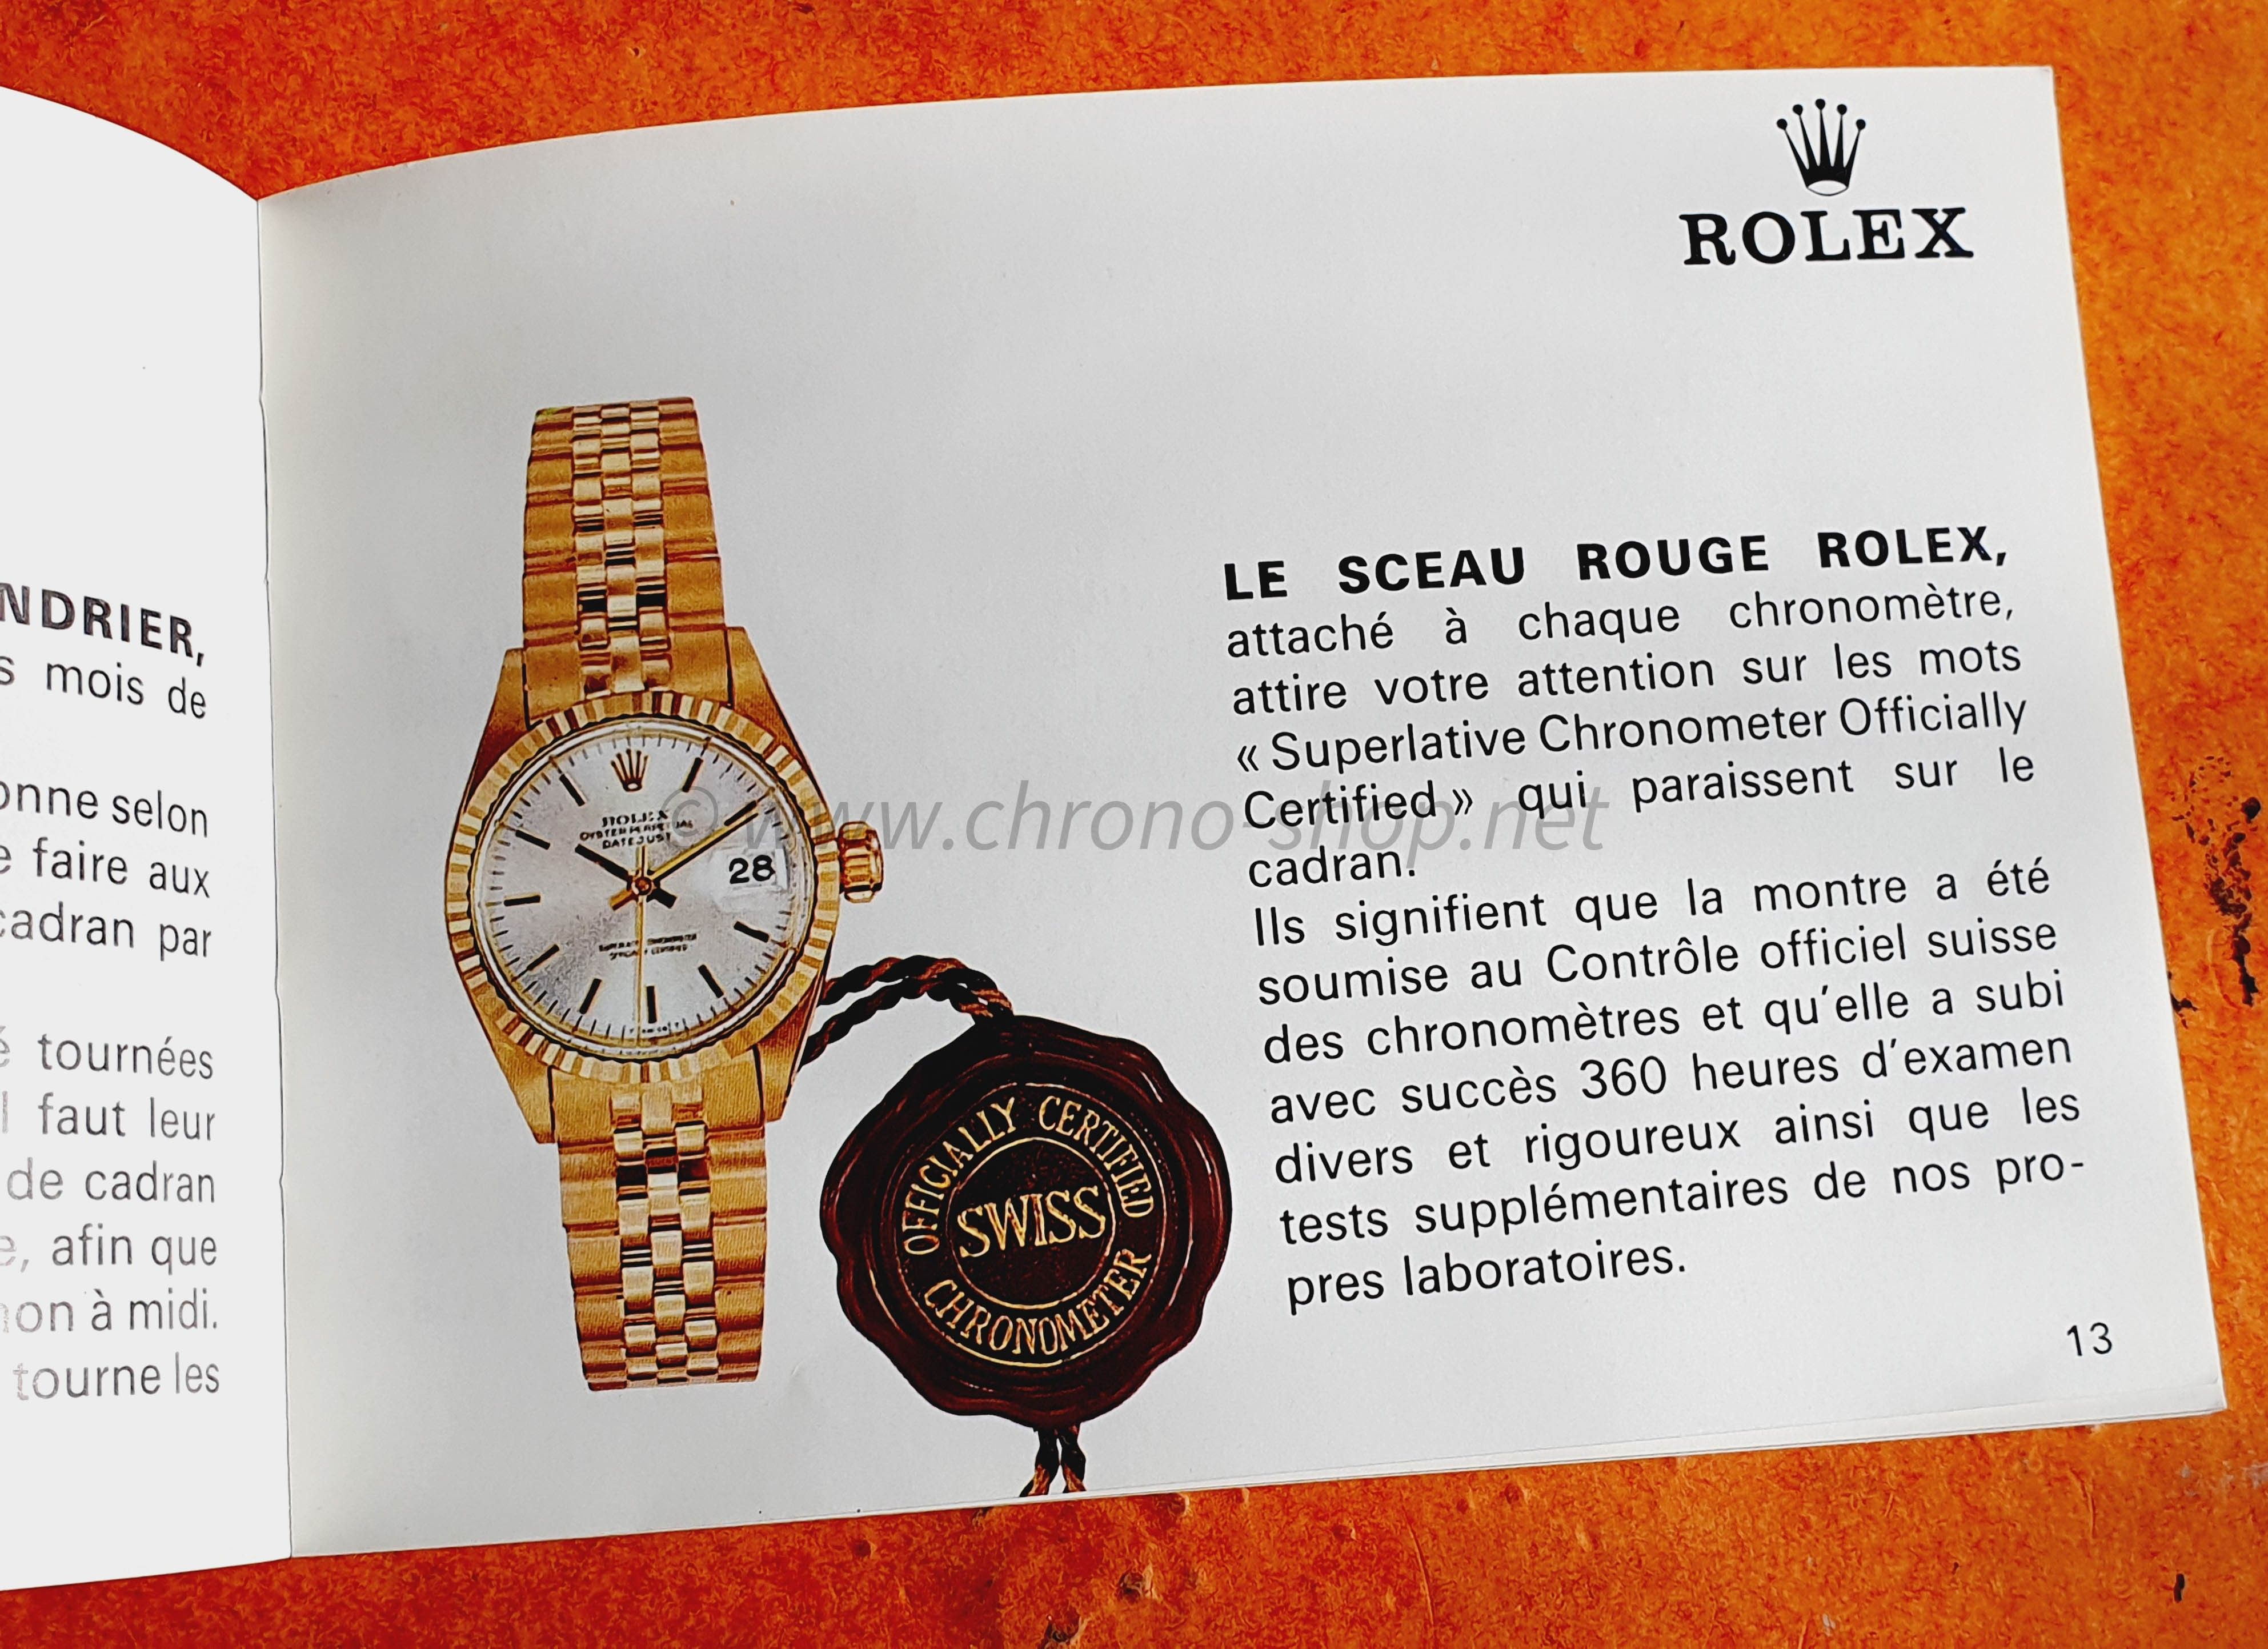 NDRIER,
s mois de
onne selon
e faire aux
cadran par
é tournées
l faut leur
de cadran
e, afin que
non à midi.
tourne les
ROLEX
LE SCEAU ROUGE ROLEX,
attaché à chaque chronomètre,
attire votre attention sur les mots
« Superlative Chronometer Officially
Certified » qui paraissent sur le
cadran.
Ils signifient que la montre a été
soumise au Contrôle officiel suisse
des chronomètres et qu'elle a subi
avec succès 360 heures d'examen
divers et rigoureux ainsi que les
tests supplémentaires de nos pro-
pres laboratoires.
13
ROLEX
OYSTER PERPETUAL
DATEJUST
28
OFFICIALLY CERTIFIED
SWISS
CHRONOMETER
© www.chrono-shop.net